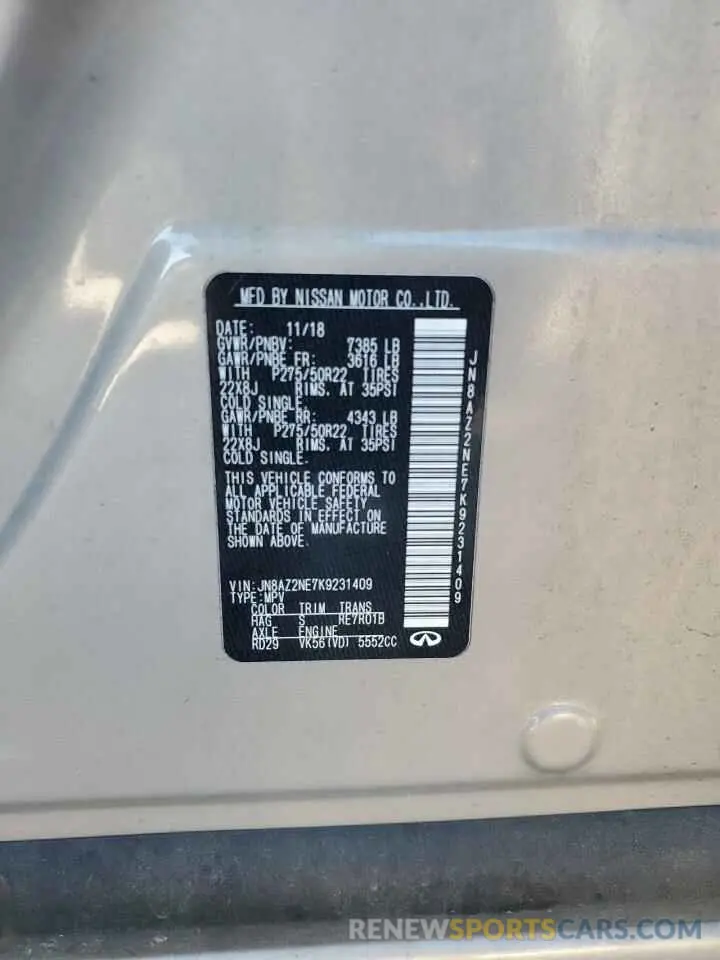 MFD BY NISSAN MOTOR CO.,LTD.
DATE: 11/18
GVWR/PNBV: 7385 LB
GAWR/PNBE FR: 3616 LB
WITH P275/50R22 TIRES
22X8J RIMS. AT 35PSI
COLD SINGLE.
GAWR/PNBE RR: 4343 LB
WITH P275/50R22 TIRES
22X8J RIMS. AT 35PSI
COLD SINGLE.
THIS VEHICLE CONFORMS TO
ALL APPLICABLE FEDERAL
MOTOR VEHICLE SAFETY
STANDARDS IN EFFECT ON
THE DATE OF MANUFACTURE
SHOWN ABOVE.
VIN:JN8AZ2NE7K9231409
TYPE:MPV
COLOR TRIM TRANS
HAG S RE7R01B
AXLE ENGINE
RD29 VK56(VD) 5552CC
JN8AZ2NE7K9231409
RENEWSPORTSCARS.COM